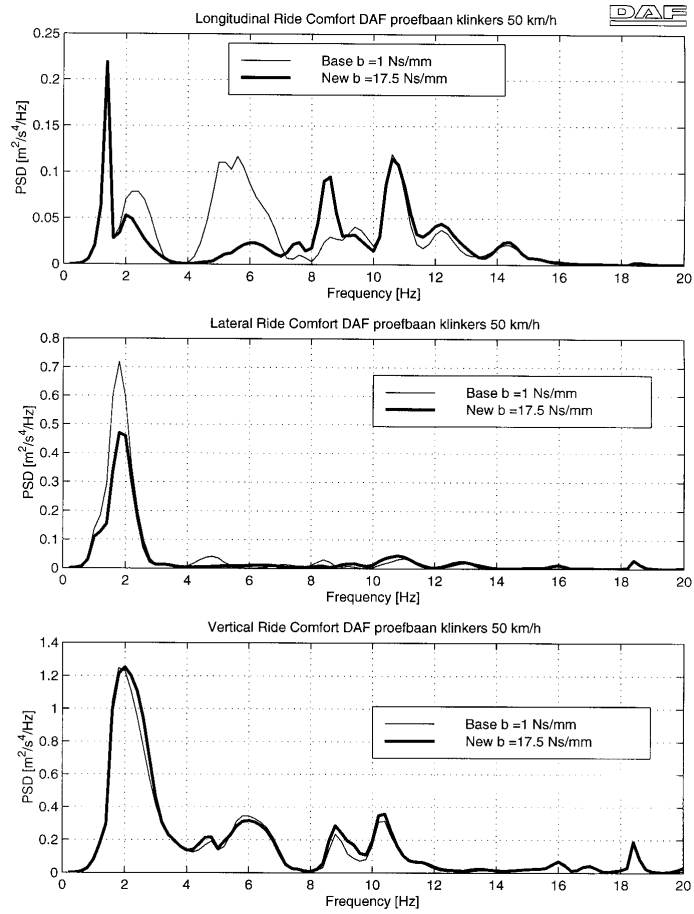 DAF
Longitudinal Ride Comfort DAF proefbaan klinkers 50 km/h
Base b =1 Ns/mm
New b =17.5 Ns/mm
PSD [m²/s⁴/Hz]
0.25
0.2
0.15
0.1
0.05
0
0 2 4 6 8 10 12 14 16 18 20
Frequency [Hz]
Lateral Ride Comfort DAF proefbaan klinkers 50 km/h
Base b =1 Ns/mm
New b =17.5 Ns/mm
PSD [m²/s⁴/Hz]
0.8
0.7
0.6
0.5
0.4
0.3
0.2
0.1
0
0 2 4 6 8 10 12 14 16 18 20
Frequency [Hz]
Vertical Ride Comfort DAF proefbaan klinkers 50 km/h
Base b =1 Ns/mm
New b =17.5 Ns/mm
PSD [m²/s⁴/Hz]
1.4
1.2
1
0.8
0.6
0.4
0.2
0
0 2 4 6 8 10 12 14 16 18 20
Frequency [Hz]